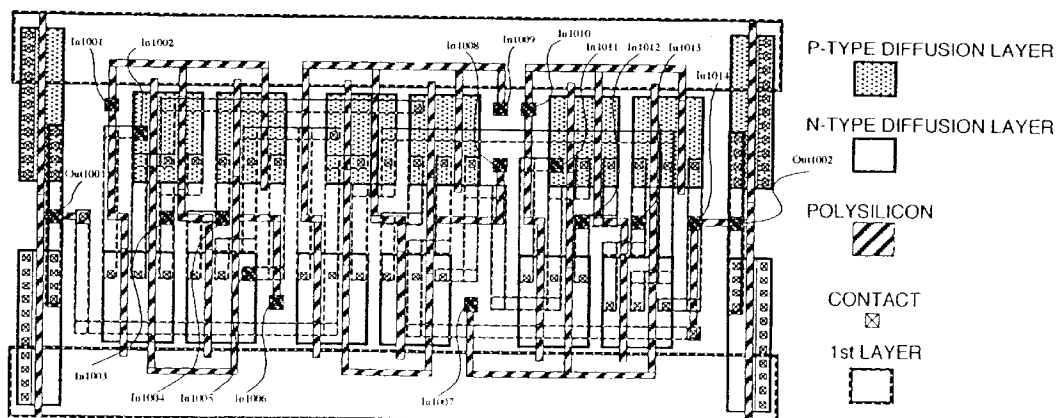 In1001
In1002
In1008
In1009
In1010
In1011
In1012
In1013
In1014
Out1001
Out1002
In1003
In1004
In1005
In1006
In1007
P-TYPE DIFFUSION LAYER
N-TYPE DIFFUSION LAYER
POLYSILICON
CONTACT
1st LAYER